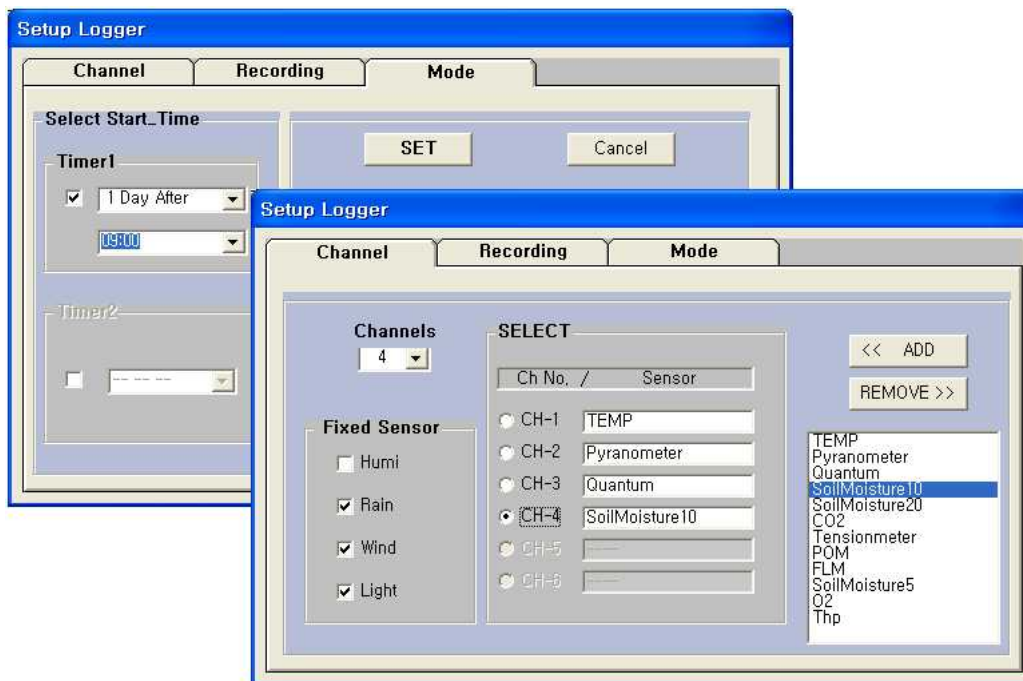 Setup Logger
Channel Recording Mode
Select Start_Time
SET Cancel
Timer1
1 Day After
09:00
Timer2
-- -- --
Setup Logger
Channel Recording Mode
Channels
4
SELECT
<< ADD
REMOVE >>
Ch No, / Sensor
CH-1 TEMP
CH-2 Pyranometer
CH-3 Quantum
CH-4 SoilMoisture10
CH-5 -----
CH-6 -----
Fixed Sensor
Humi
Rain
Wind
Light
TEMP
Pyranometer
Quantum
SoilMoisture10
SoilMoisture20
CO2
Tensionmeter
POM
FLM
SoilMoisture5
O2
Thp